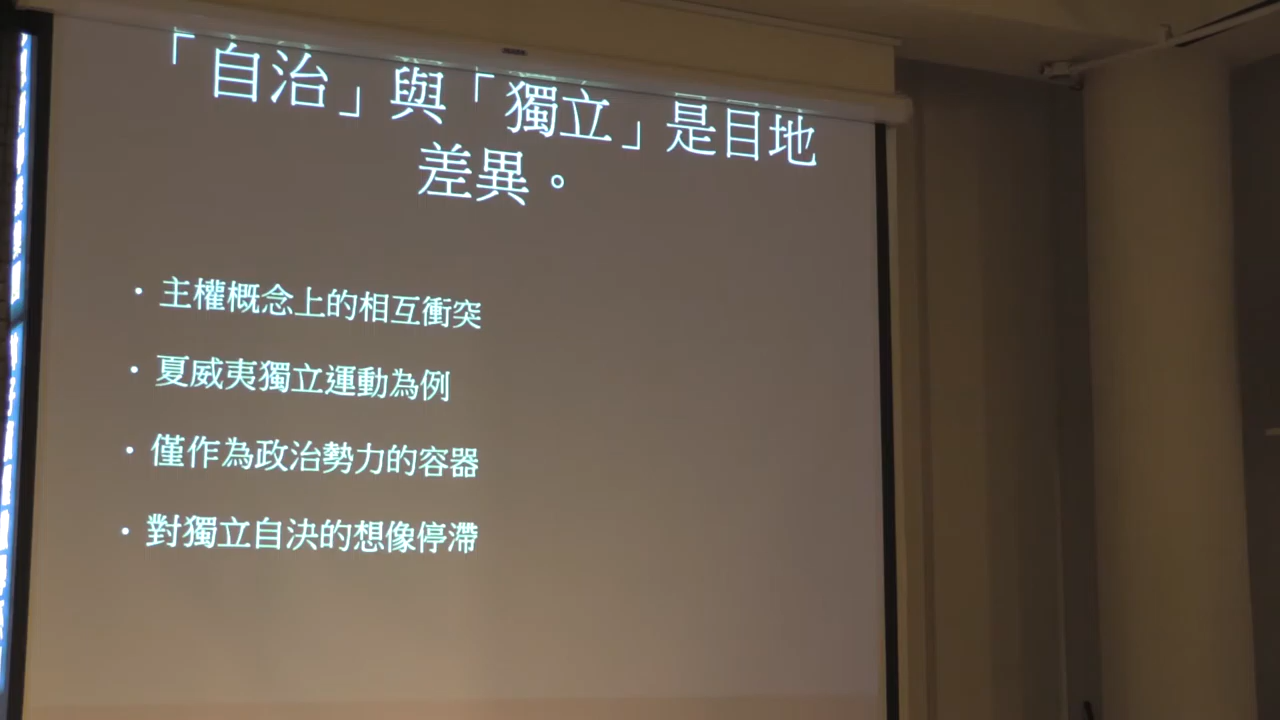 「自治」與「獨立」是目地
差異。
・主權概念上的相互衝突
・夏威夷獨立運動為例
・僅作為政治勢力的容器
・對獨立自決的想像停滯